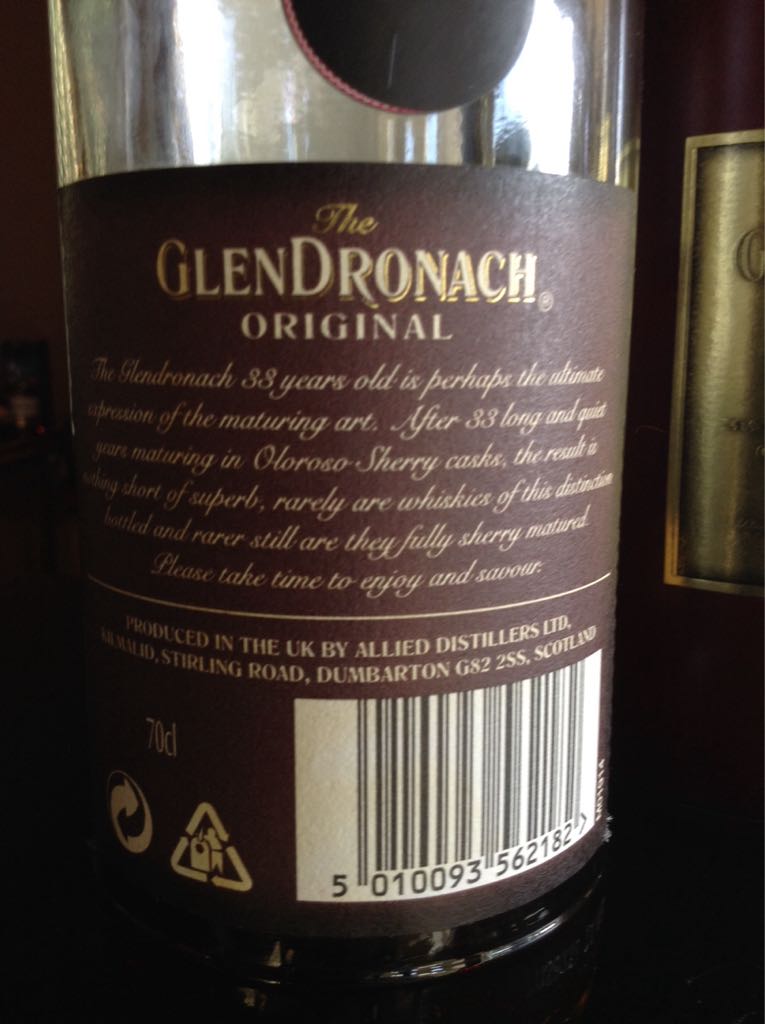 The
GLENDRONACH®
ORIGINAL
The Glendronach 33 years old is perhaps the ultimate
expression of the maturing art. After 33 long and quiet
years maturing in Oloroso Sherry casks, the result is
nothing short of superb, rarely are whiskies of this distinction
bottled and rarer still are they fully sherry matured.
Please take time to enjoy and savour.
PRODUCED IN THE UK BY ALLIED DISTILLERS LTD,
KILMALID, STIRLING ROAD, DUMBARTON G82 2SS, SCOTLAND
70cl
5 010093 562182 >